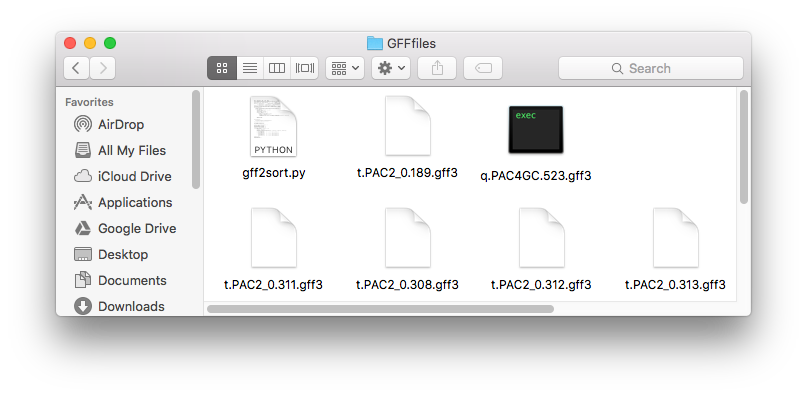 GFFfiles
Search
Favorites
AirDrop
All My Files
iCloud Drive
Applications
Google Drive
Desktop
Documents
Downloads
PYTHON
exec
gff2sort.py
t.PAC2_0.189.gff3
q.PAC4GC.523.gff3
t.PAC2_0.311.gff3
t.PAC2_0.308.gff3
t.PAC2_0.312.gff3
t.PAC2_0.313.gff3